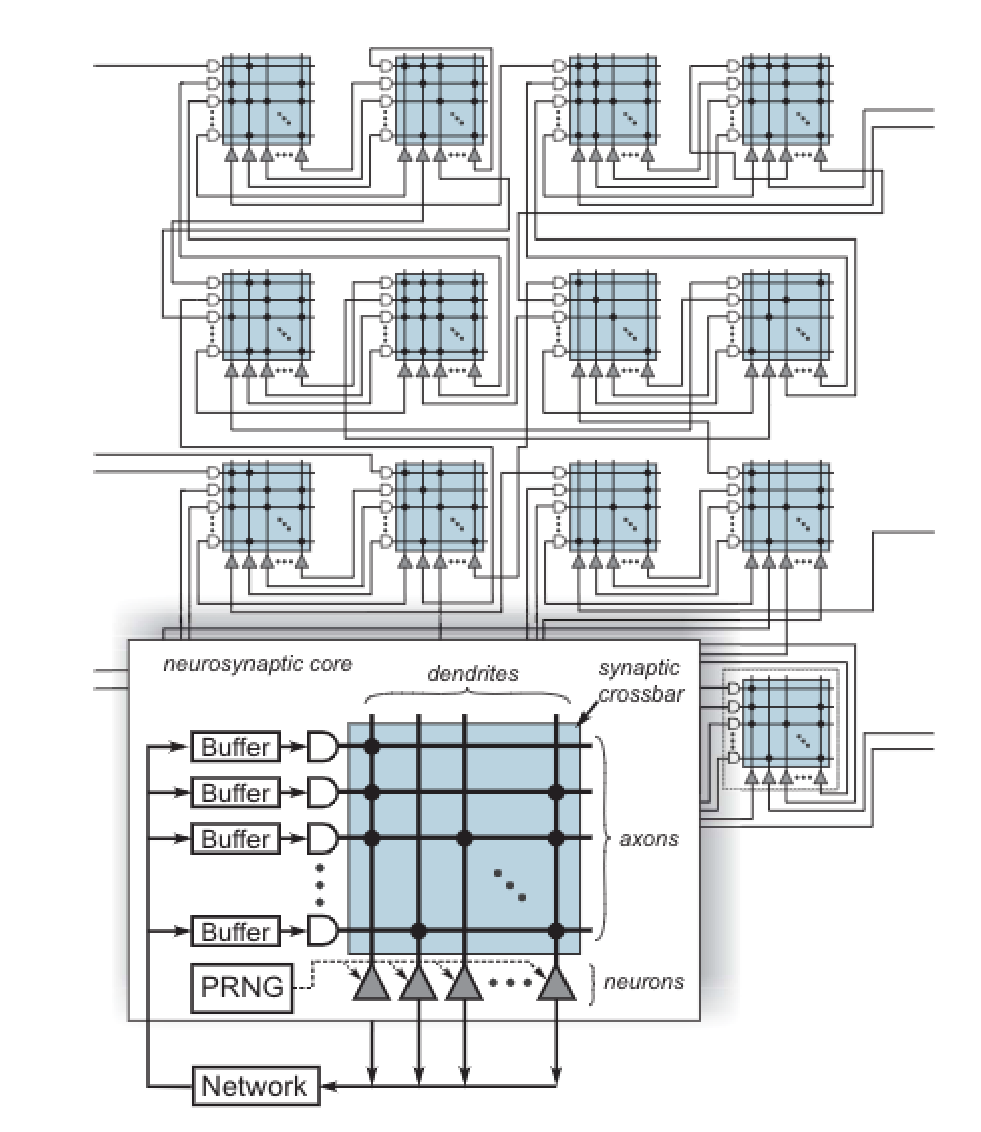 neurosynaptic core
dendrites
synaptic
crossbar
Buffer
Buffer
Buffer
axons
Buffer
PRNG
neurons
Network